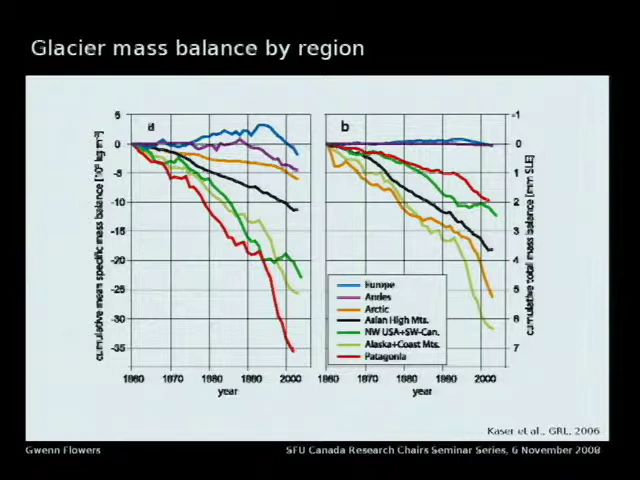 Glacier mass balance by region
a
b
cumulative mean specific mass balance [10³ kg m⁻²]
5
0
-5
-10
-15
-20
-25
-30
-35
-1
0
1
2
3
4
5
6
7
cumulative total mass balance [mm SLE]
Europe
Andes
Arctic
Asian High Mts.
NW USA+SW-Can.
Alaska+Coast Mts.
Patagonia
1960 1970 1980 1990 2000 1960 1970 1980 1990 2000
year year
Kaser et al., GRL, 2006
Gwenn Flowers SFU Canada Research Chairs Seminar Series, 6 November 2008